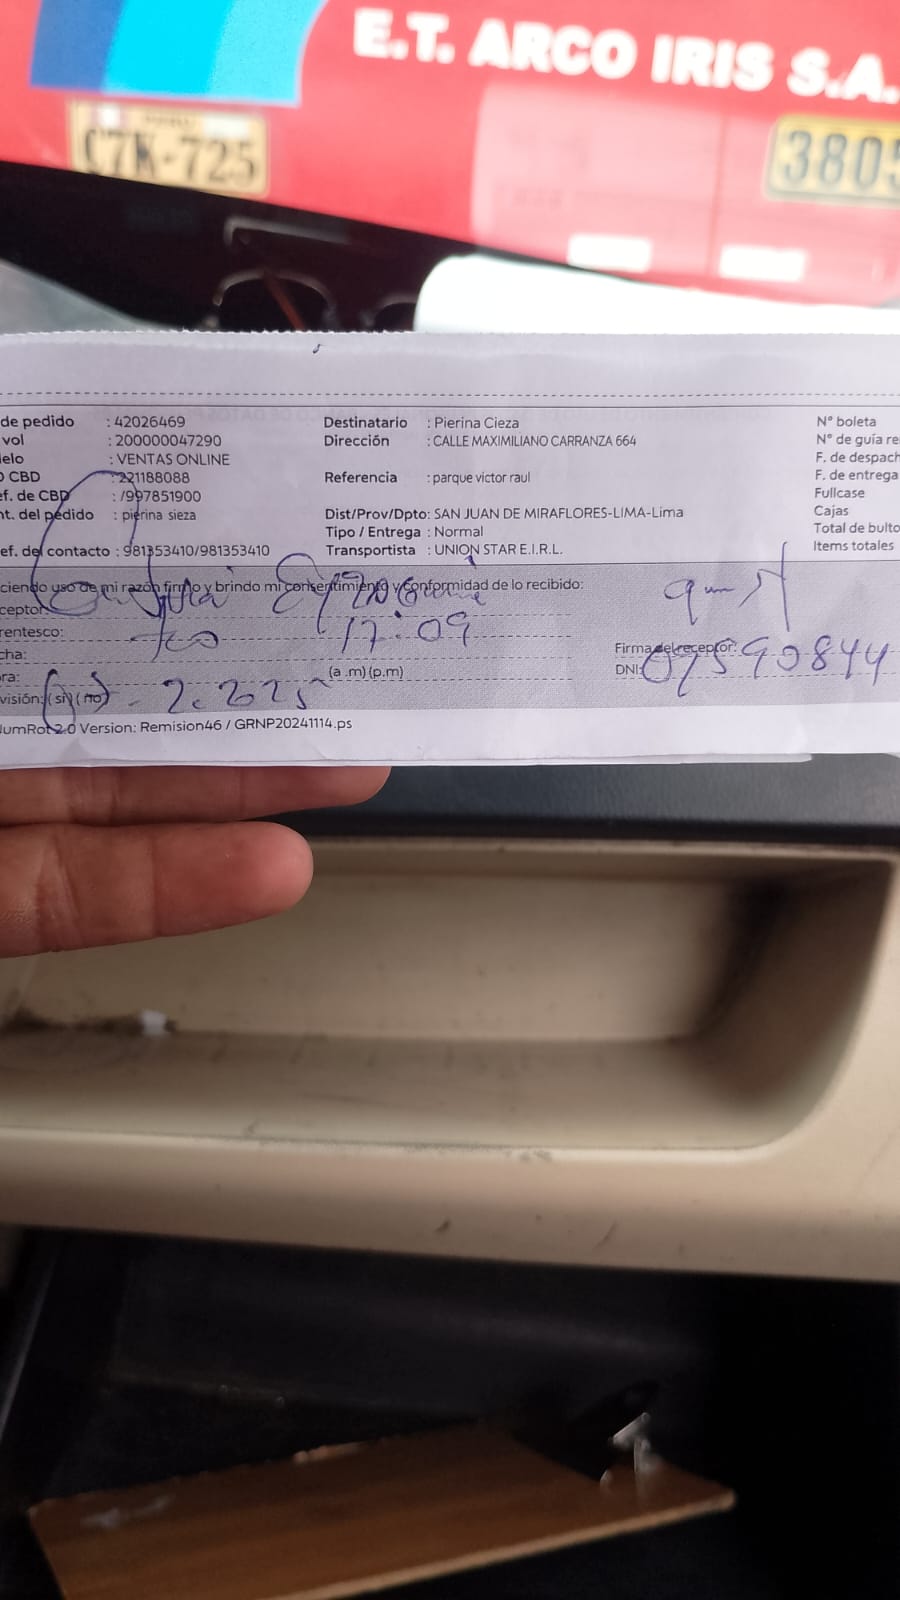 E.T. ARCO IRIS S.A.
C7K-725
3805
de pedido : 42026469
vol : 200000047290
elo : VENTAS ONLINE
O CBD : 221188088
ef. de CBD : /997851900
nt. del pedido : pierina sieza
ef. de contacto : 981353410/981353410
Destinatario : Pierina Cieza
Dirección : CALLE MAXIMILIANO CARRANZA 664
Referencia : parque victor raul
Dist/Prov/Dpto: SAN JUAN DE MIRAFLORES-LIMA-Lima
Tipo / Entrega : Normal
Transportista : UNION STAR E.I.R.L.
N° boleta
N° de guía re
F. de despach
F. de entrega
Fullcase
Cajas
Total de bulto
Items totales
ciendo uso de mi razón firmo y brindo mi consentimiento y conformidad de lo recibido:
ceptor:
rentesco:
17:09
cha:
ra: (a.m)(p.m)
visión: (si) (no) - 2.2025
Firma del receptor:
DNI: 07590844
NumRot 2.0 Version: Remision46 / GRNP20241114.ps